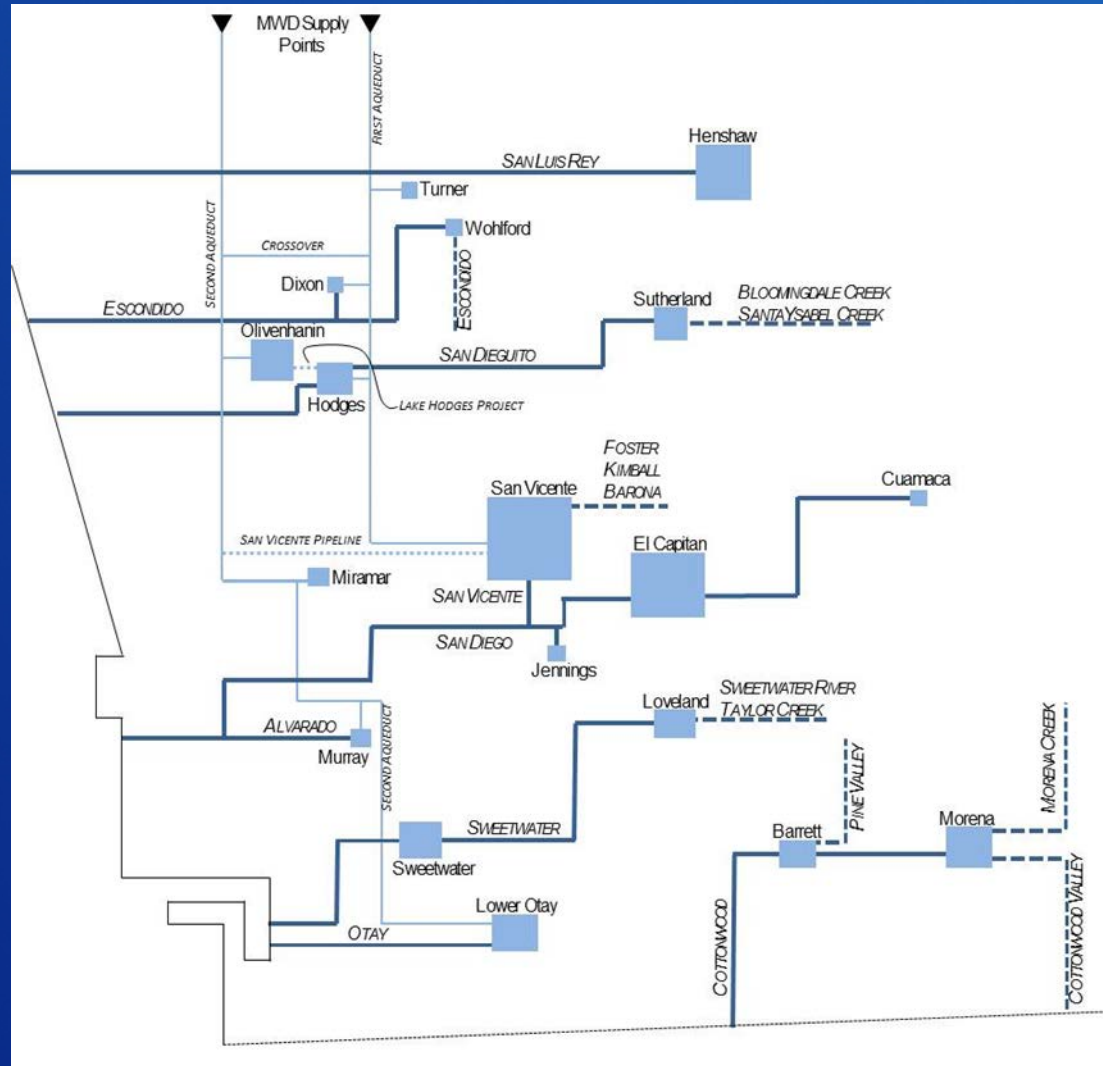 MWD Supply
Points
FIRST AQUEDUCT
Henshaw
SAN LUIS REY
Turner
SECOND AQUEDUCT
Wohlford
CROSSOVER
ESCONDIDO
Dixon
BLOOMINGDALE CREEK
SANTA YSABEL CREEK
Sutherland
ESCONDIDO
Olivenhanin
SAN DIEGUITO
Hodges
LAKE HODGES PROJECT
FOSTER
KIMBALL
BARONA
San Vicente
Cuamaca
SAN VICENTE PIPELINE
El Capitan
Miramar
SAN VICENTE
SAN DIEGO
Jennings
SWEETWATER RIVER
TAYLOR CREEK
Loveland
ALVARADO
Murray
SECOND AQUEDUCT
MORENA CREEK
PINE VALLEY
SWEETWATER
Sweetwater
Barrett
Morena
Lower Otay
OTAY
COTTONWOOD
COTTONWOOD VALLEY